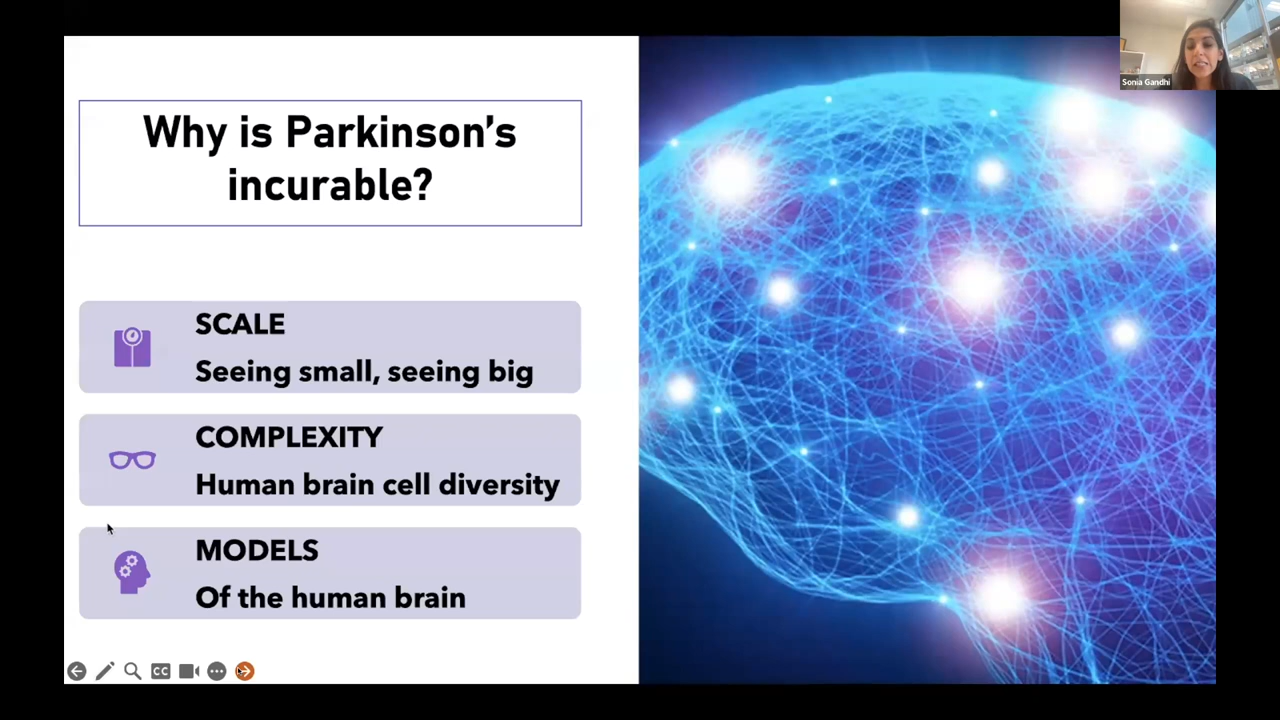 Why is Parkinson's
incurable?
SCALE
Seeing small, seeing big
COMPLEXITY
Human brain cell diversity
MODELS
Of the human brain
CC
Sonia Gandhi